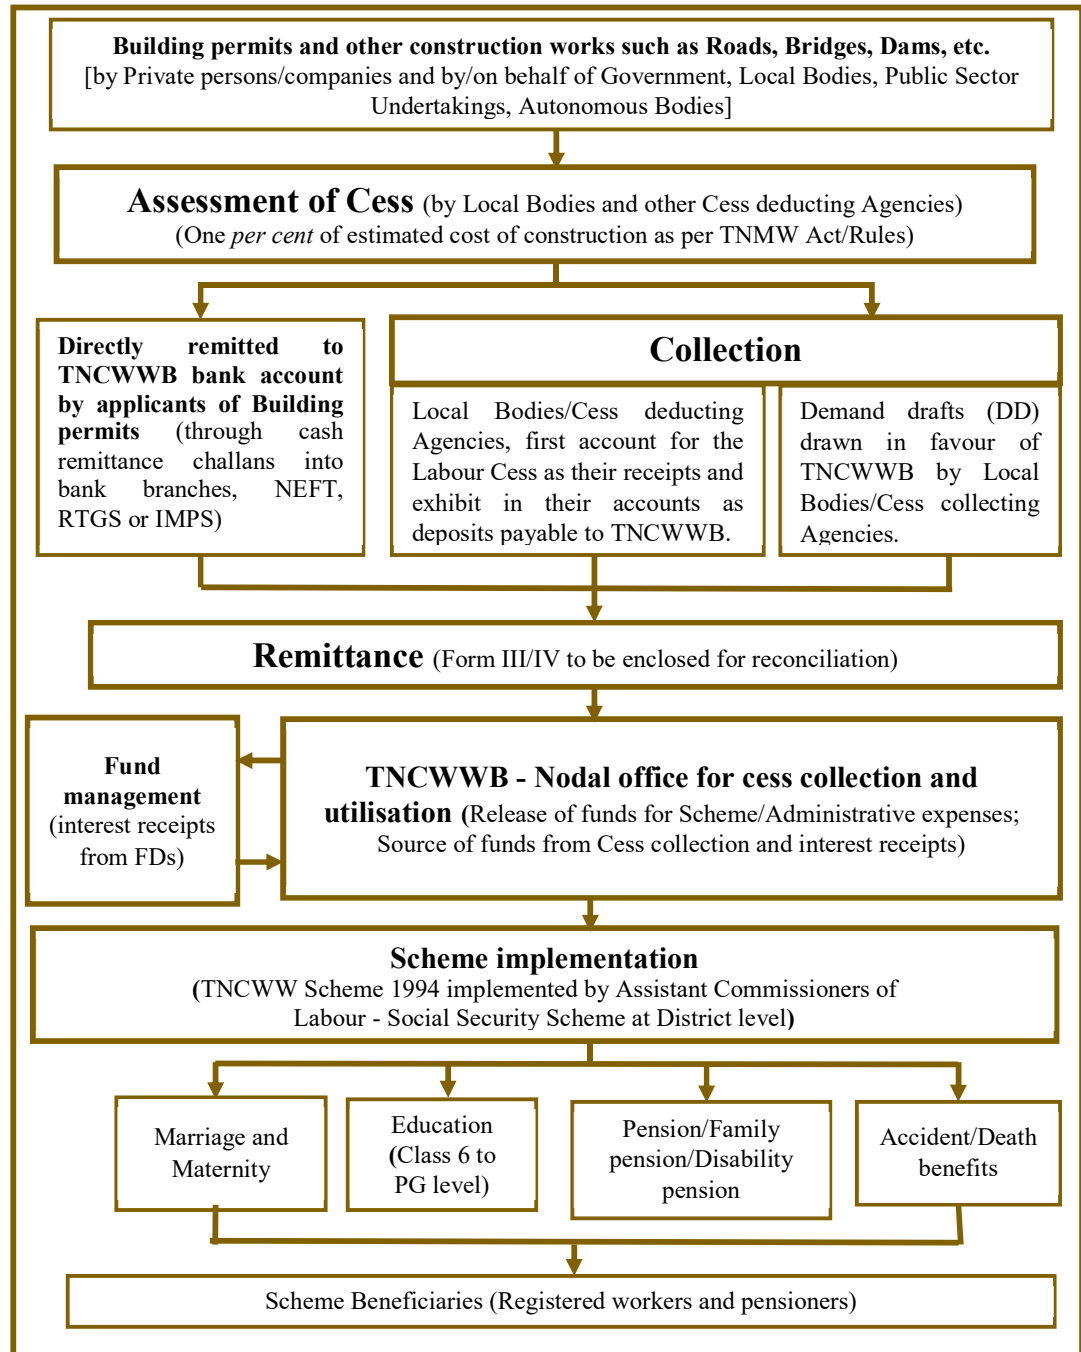 Building permits and other construction works such as Roads, Bridges, Dams, etc.
[by Private persons/companies and by/on behalf of Government, Local Bodies, Public Sector
Undertakings, Autonomous Bodies]
Assessment of Cess (by Local Bodies and other Cess deducting Agencies)
(One per cent of estimated cost of construction as per TNMW Act/Rules)
Directly remitted to
TNCWWB bank account
by applicants of Building
permits (through cash
remittance challans into
bank branches, NEFT,
RTGS or IMPS)
Collection
Local Bodies/Cess deducting
Agencies, first account for the
Labour Cess as their receipts and
exhibit in their accounts as
deposits payable to TNCWWB.
Demand drafts (DD)
drawn in favour of
TNCWWB by Local
Bodies/Cess collecting
Agencies.
Remittance (Form III/IV to be enclosed for reconciliation)
Fund
management
(interest receipts
from FDs)
TNCWWB - Nodal office for cess collection and
utilisation (Release of funds for Scheme/Administrative expenses;
Source of funds from Cess collection and interest receipts)
Scheme implementation
(TNCWW Scheme 1994 implemented by Assistant Commissioners of
Labour - Social Security Scheme at District level)
Marriage and
Maternity
Education
(Class 6 to
PG level)
Pension/Family
pension/Disability
pension
Accident/Death
benefits
Scheme Beneficiaries (Registered workers and pensioners)